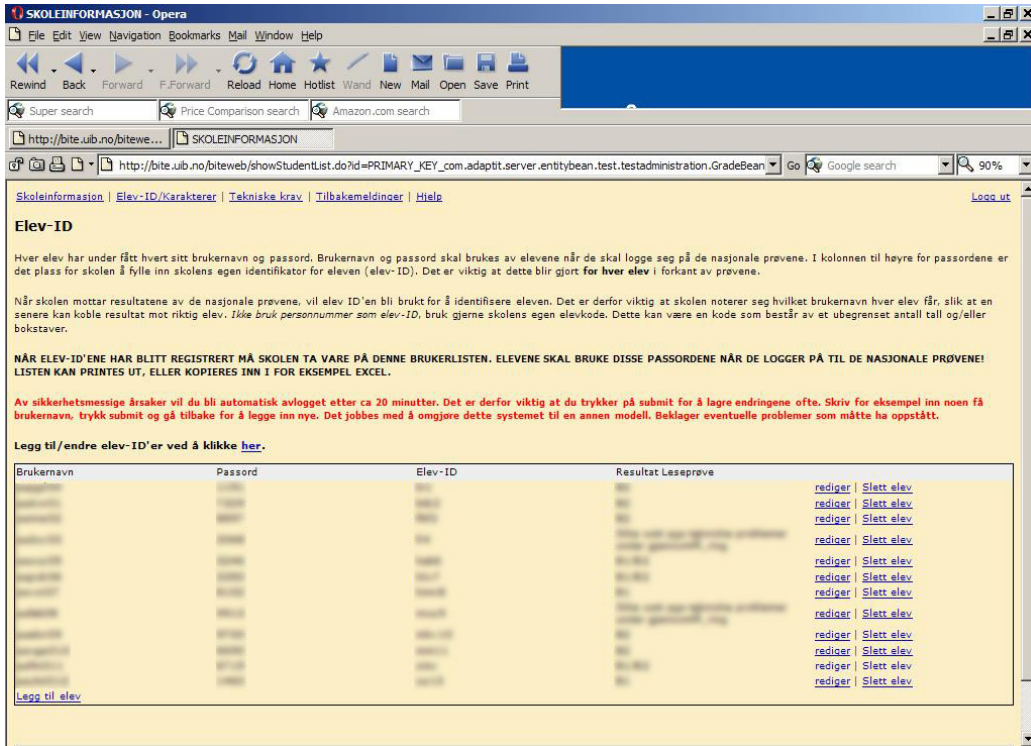 SKOLEINFORMASJON - Opera
File Edit View Navigation Bookmarks Mail Window Help
Rewind Back Forward F.Forward Reload Home Hotlist Wand New Mail Open Save Print
Super search Price Comparison search Amazon.com search
http://bite.uib.no/bitewe... SKOLEINFORMASJON
http://bite.uib.no/biteweb/showStudentList.do?id=PRIMARY_KEY_com.adaptit.server.entitybean.test.testadministration.GradeBean Go Google search 90%
Skoleinformasjon | Elev-ID/Karakterer | Tekniske krav | Tilbakemeldinger | Hjelp Logg ut
Elev-ID
Hver elev har under fått hvert sitt brukernavn og passord. Brukernavn og passord skal brukes av elevene når de skal logge seg på de nasjonale prøvene. I kolonnen til høyre for passordene er
det plass for skolen å fylle inn skolens egen identifikator for eleven (elev-ID). Det er viktig at dette blir gjort for hver elev i forkant av prøvene.
Når skolen mottar resultatene av de nasjonale prøvene, vil elev ID'en bli brukt for å identifisere eleven. Det er derfor viktig at skolen noterer seg hvilket brukernavn hver elev får, slik at en
senere kan koble resultat mot riktig elev. Ikke bruk personnummer som elev-ID, bruk gjerne skolens egen elevkode. Dette kan være en kode som består av et ubegrenset antall tall og/eller
bokstaver.
NÅR ELEV-ID'ENE HAR BLITT REGISTRERT MÅ SKOLEN TA VARE PÅ DENNE BRUKERLISTEN. ELEVENE SKAL BRUKE DISSE PASSORDENE NÅR DE LOGGER PÅ TIL DE NASJONALE PRØVENE!
LISTEN KAN PRINTES UT, ELLER KOPIERES INN I FOR EKSEMPEL EXCEL.
Av sikkerhetsmessige årsaker vil du bli automatisk avlogget etter ca 20 minutter. Det er derfor viktig at du trykker på submit for å lagre endringene ofte. Skriv for eksempel inn noen få
brukernavn, trykk submit og gå tilbake for å legge inn nye. Det jobbes med å omgjøre dette systemet til en annen modell. Beklager eventuelle problemer som måtte ha oppstått.
Legg til/endre elev-ID'er ved å klikke her.
Brukernavn Passord Elev-ID Resultat Leseprøve
rediger | Slett elev
rediger | Slett elev
rediger | Slett elev
rediger | Slett elev
rediger | Slett elev
rediger | Slett elev
rediger | Slett elev
rediger | Slett elev
rediger | Slett elev
rediger | Slett elev
rediger | Slett elev
rediger | Slett elev
Legg til elev